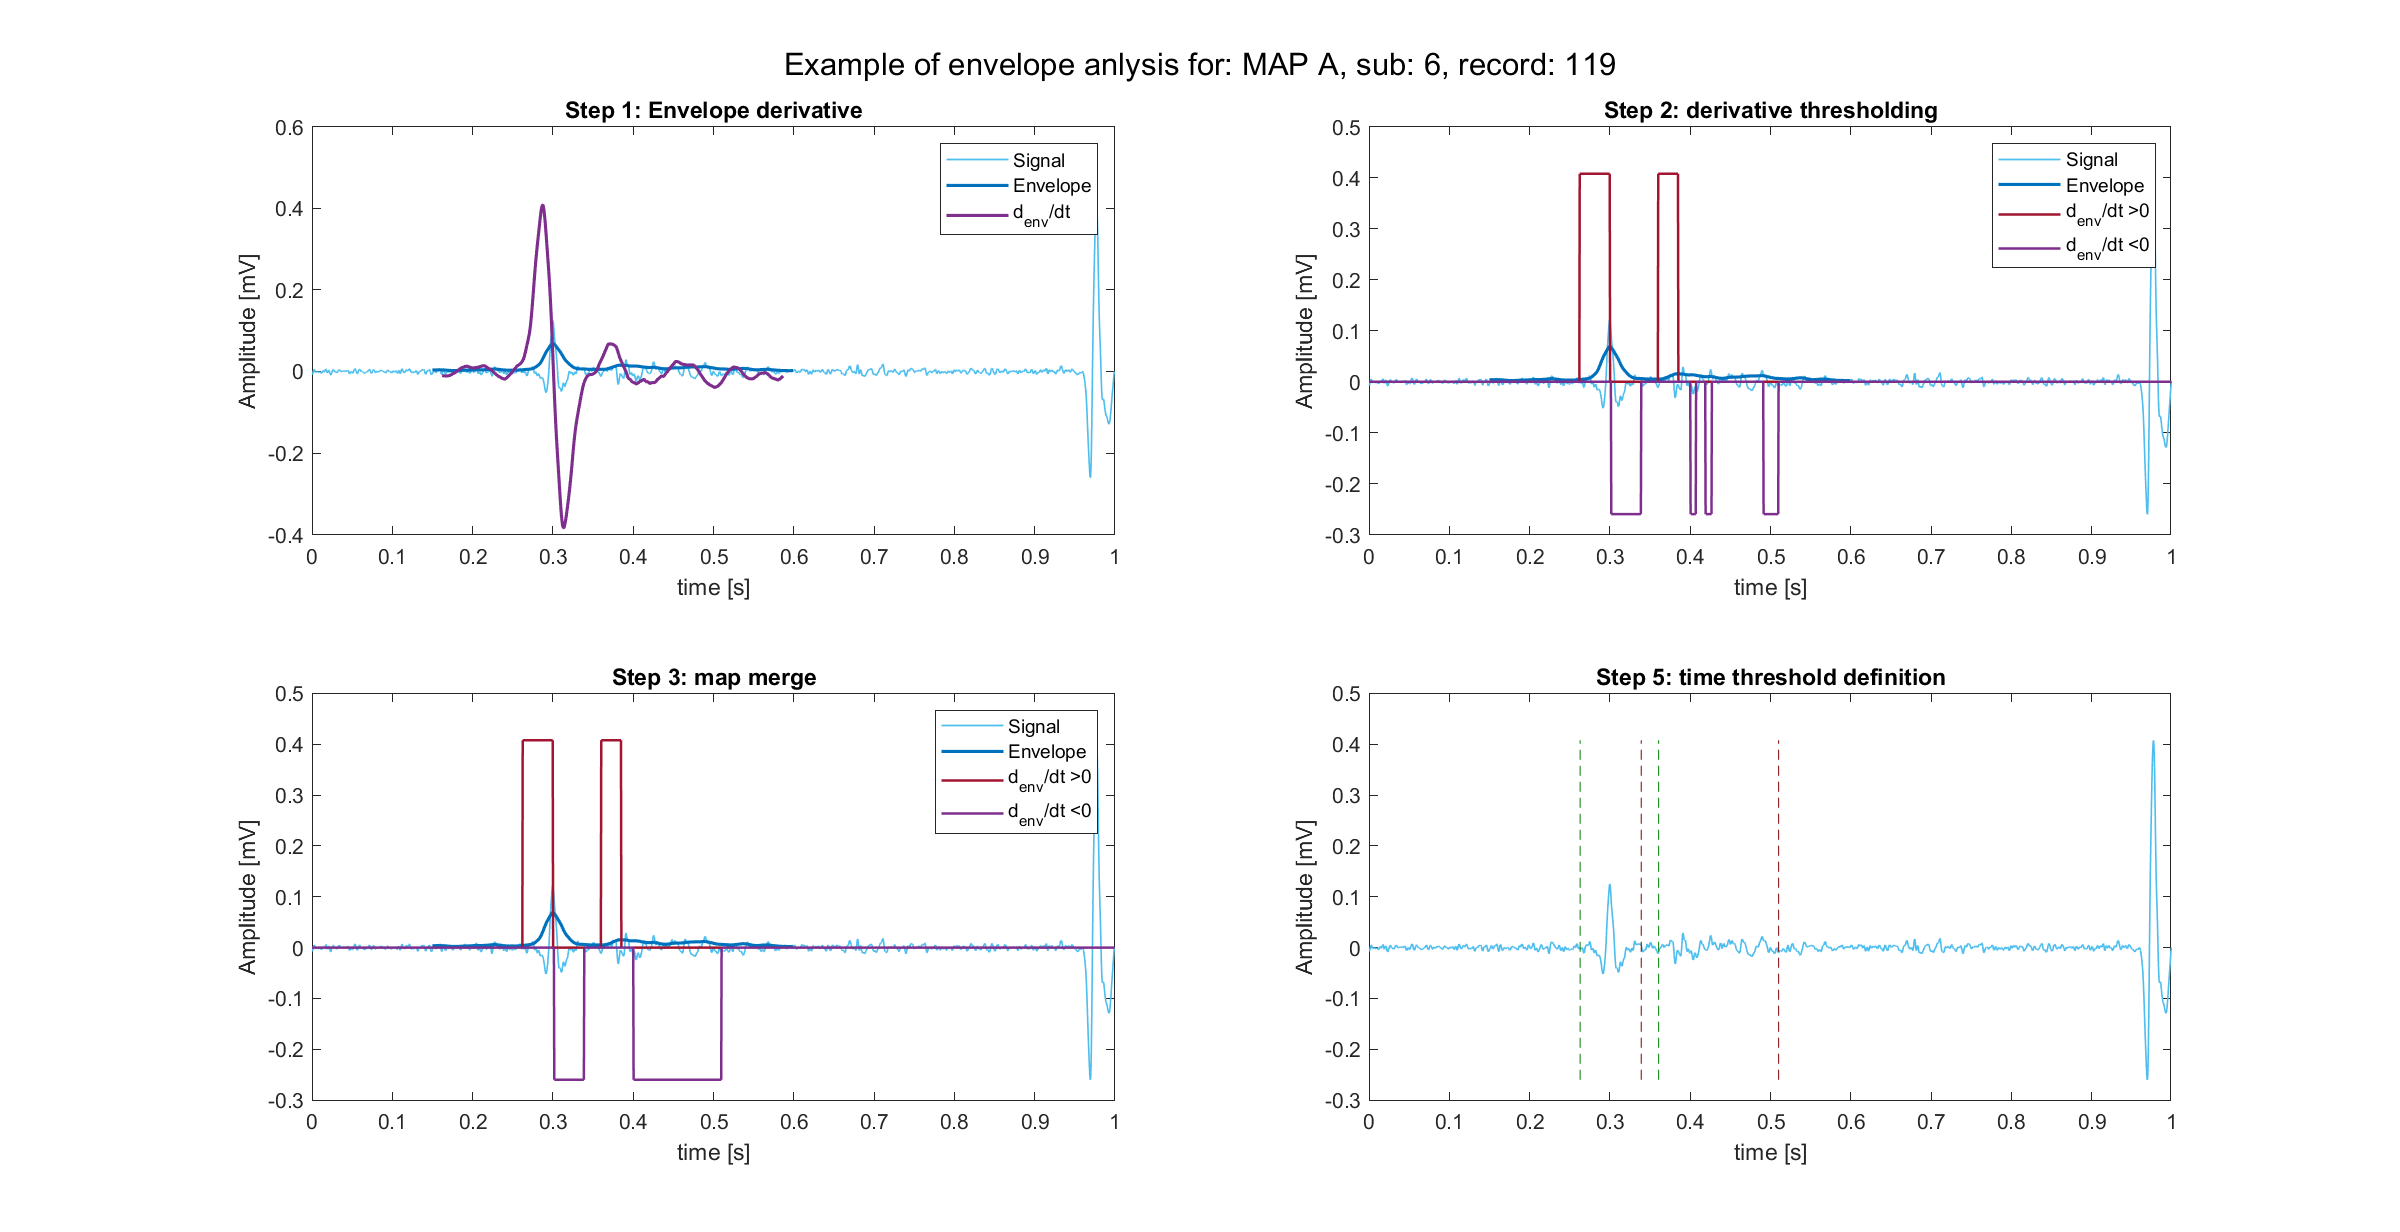 Example of envelope anlysis for: MAP A, sub: 6, record: 119
Step 1: Envelope derivative
0.6
0.4
0.2
0
-0.2
-0.4
Amplitude [mV]
0 0.1 0.2 0.3 0.4 0.5 0.6 0.7 0.8 0.9 1
time [s]
Signal
Envelope
d_env/dt
Step 2: derivative thresholding
0.5
0.4
0.3
0.2
0.1
0
-0.1
-0.2
-0.3
Amplitude [mV]
0 0.1 0.2 0.3 0.4 0.5 0.6 0.7 0.8 0.9 1
time [s]
Signal
Envelope
d_env/dt >0
d_env/dt <0
Step 3: map merge
0.5
0.4
0.3
0.2
0.1
0
-0.1
-0.2
-0.3
Amplitude [mV]
0 0.1 0.2 0.3 0.4 0.5 0.6 0.7 0.8 0.9 1
time [s]
Signal
Envelope
d_env/dt >0
d_env/dt <0
Step 5: time threshold definition
0.5
0.4
0.3
0.2
0.1
0
-0.1
-0.2
-0.3
Amplitude [mV]
0 0.1 0.2 0.3 0.4 0.5 0.6 0.7 0.8 0.9 1
time [s]